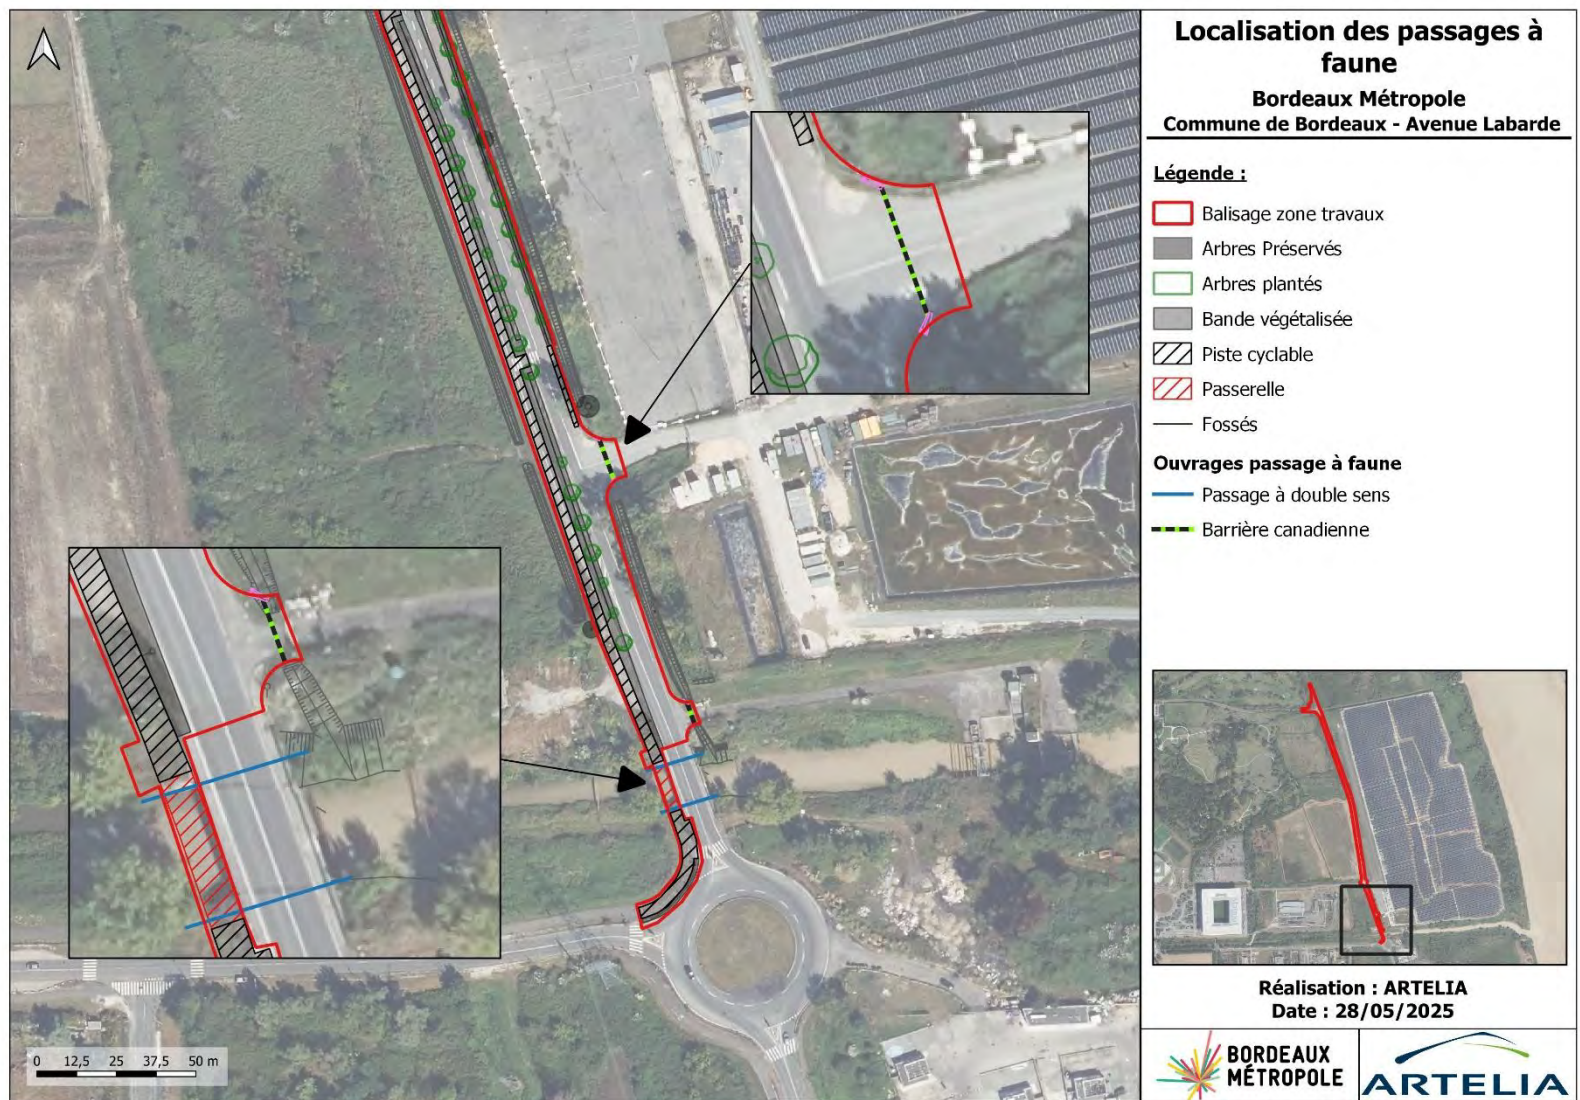 Localisation des passages à
faune
Bordeaux Métropole
Commune de Bordeaux - Avenue Labarde
Légende :
Balisage zone travaux
Arbres Préservés
Arbres plantés
Bande végétalisée
Piste cyclable
Passerelle
Fossés
Ouvrages passage à faune
Passage à double sens
Barrière canadienne
Réalisation : ARTELIA
Date : 28/05/2025
BORDEAUX
MÉTROPOLE
ARTELIA
0 12,5 25 37,5 50 m